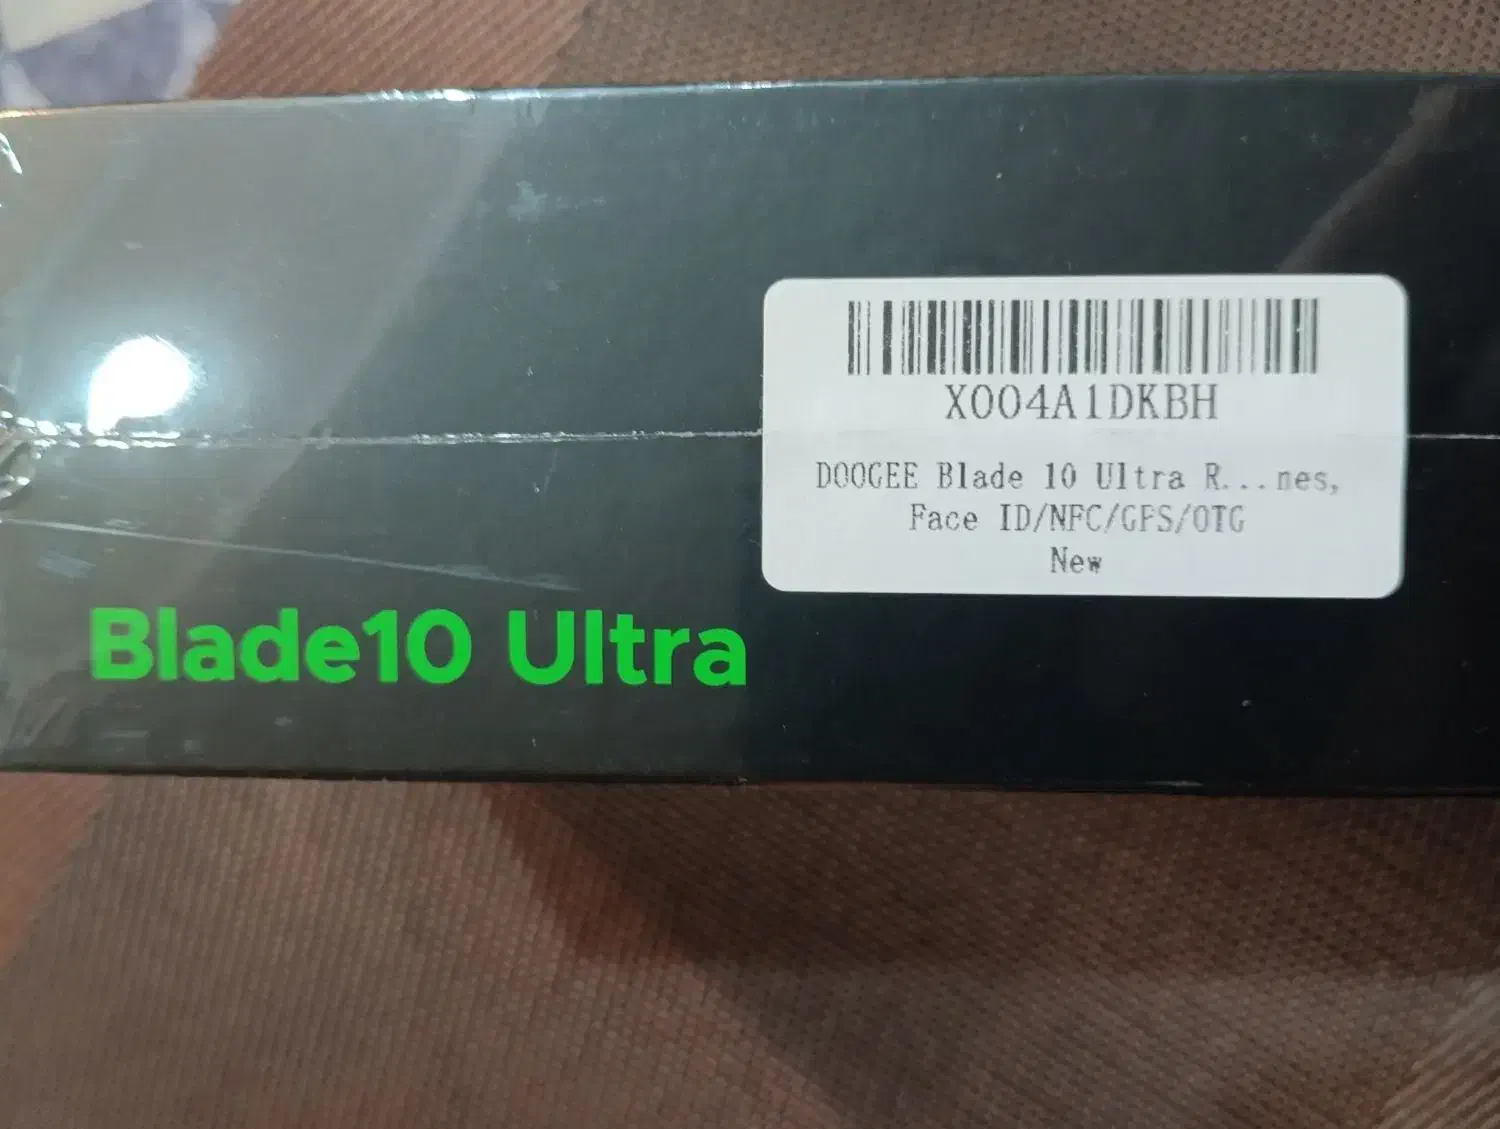 X004A1DKBH
DOOGEE Blade 10 Ultra R...nes,
Face ID/NFC/GPS/OTG
New
Blade10 Ultra